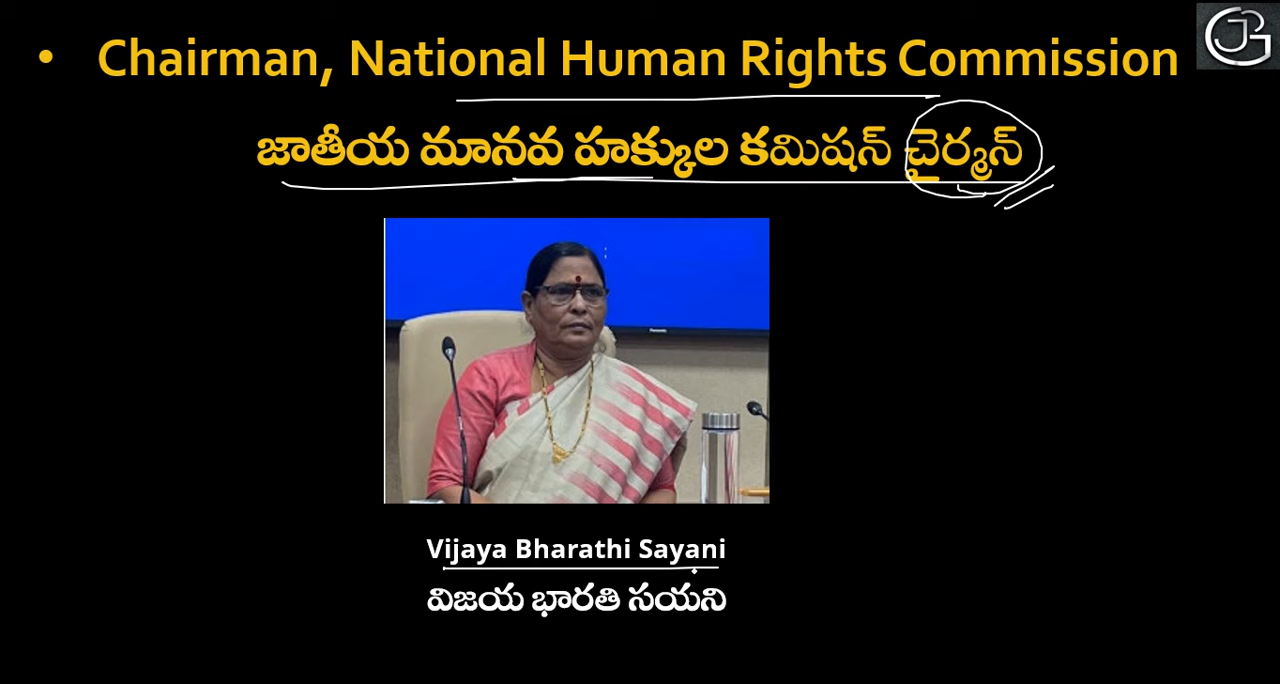 • Chairman, National Human Rights Commission
జాతీయ మానవ హక్కుల కమిషన్ చైర్మన్
Vijaya Bharathi Sayani
విజయ భారతి సయని